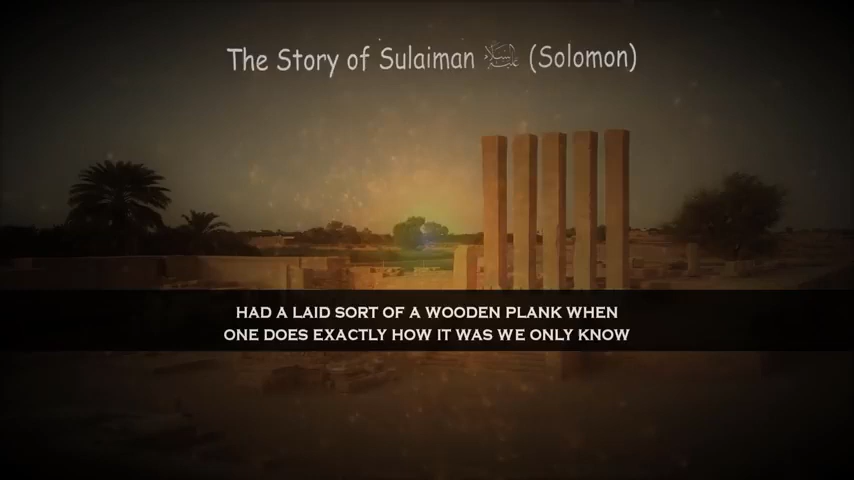 The Story of Sulaiman عليه السلام (Solomon)
HAD A LAID SORT OF A WOODEN PLANK WHEN
ONE DOES EXACTLY HOW IT WAS WE ONLY KNOW